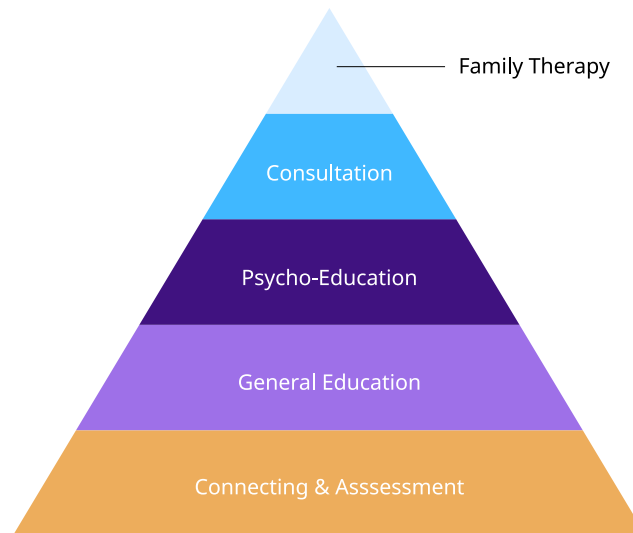 Family Therapy
Consultation
Psycho-Education
General Education
Connecting & Asssessment